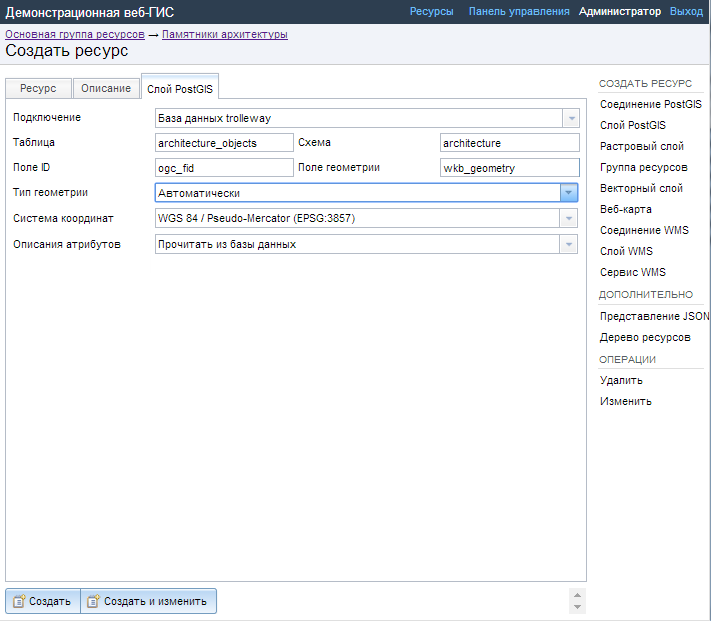 Демонстрационная веб-ГИС
Ресурсы Панель управления Администратор Выход
Основная группа ресурсов → Памятники архитектуры
Создать ресурс
Ресурс Описание Слой PostGIS
Подключение База данных trolleway
Таблица architecture_objects Схема architecture
Поле ID ogc_fid Поле геометрии wkb_geometry
Тип геометрии Автоматически
Система координат WGS 84 / Pseudo-Mercator (EPSG:3857)
Описания атрибутов Прочитать из базы данных
Создать Создать и изменить
СОЗДАТЬ РЕСУРС
Соединение PostGIS
Слой PostGIS
Растровый слой
Группа ресурсов
Векторный слой
Веб-карта
Соединение WMS
Слой WMS
Сервис WMS
ДОПОЛНИТЕЛЬНО
Представление JSON
Дерево ресурсов
ОПЕРАЦИИ
Удалить
Изменить